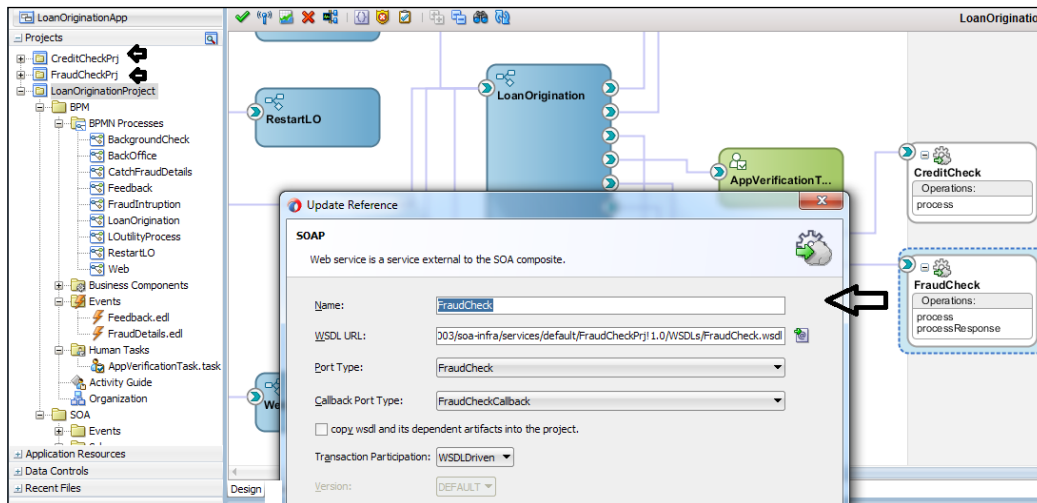 LoanOriginationApp
LoanOriginatio
Projects
CreditCheckPrj
FraudCheckPrj
LoanOriginationProject
BPM
BPMN Processes
BackgroundCheck
BackOffice
CatchFraudDetails
Feedback
FraudIntruption
LoanOrigination
LOutilityProcess
RestartLO
Web
Business Components
Events
Feedback.edl
FraudDetails.edl
Human Tasks
AppVerificationTask.task
Activity Guide
Organization
SOA
Events
Application Resources
Data Controls
Recent Files
RestartLO
LoanOrigination
AppVerificationT...
CreditCheck
Operations:
process
FraudCheck
Operations:
process
processResponse
We
Update Reference
SOAP
Web service is a service external to the SOA composite.
Name: FraudCheck
WSDL URL: 003/soa-infra/services/default/FraudCheckPrj!1.0/WSDLs/FraudCheck.wsdl
Port Type: FraudCheck
Callback Port Type: FraudCheckCallback
copy wsdl and its dependent artifacts into the project.
Transaction Participation: WSDLDriven
Version: DEFAULT
Design